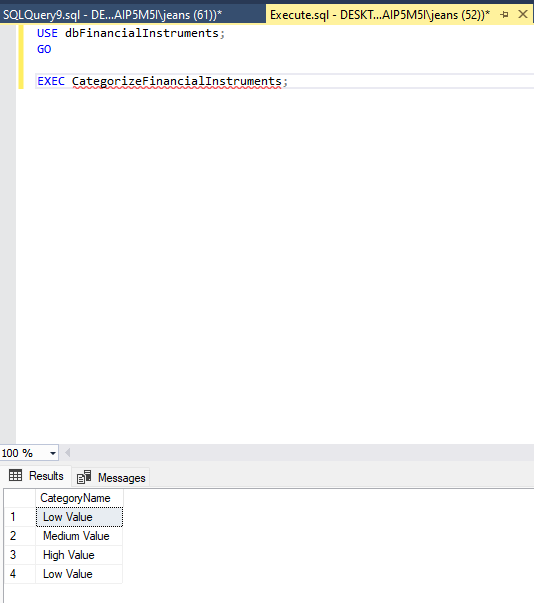 SQLQuery9.sql - DE...AIP5M5I\jeans (61))*
Execute.sql - DESKT...AIP5M5I\jeans (52))*
USE dbFinancialInstruments;
GO
EXEC CategorizeFinancialInstruments;
100 %
Results
Messages
CategoryName
1 Low Value
2 Medium Value
3 High Value
4 Low Value